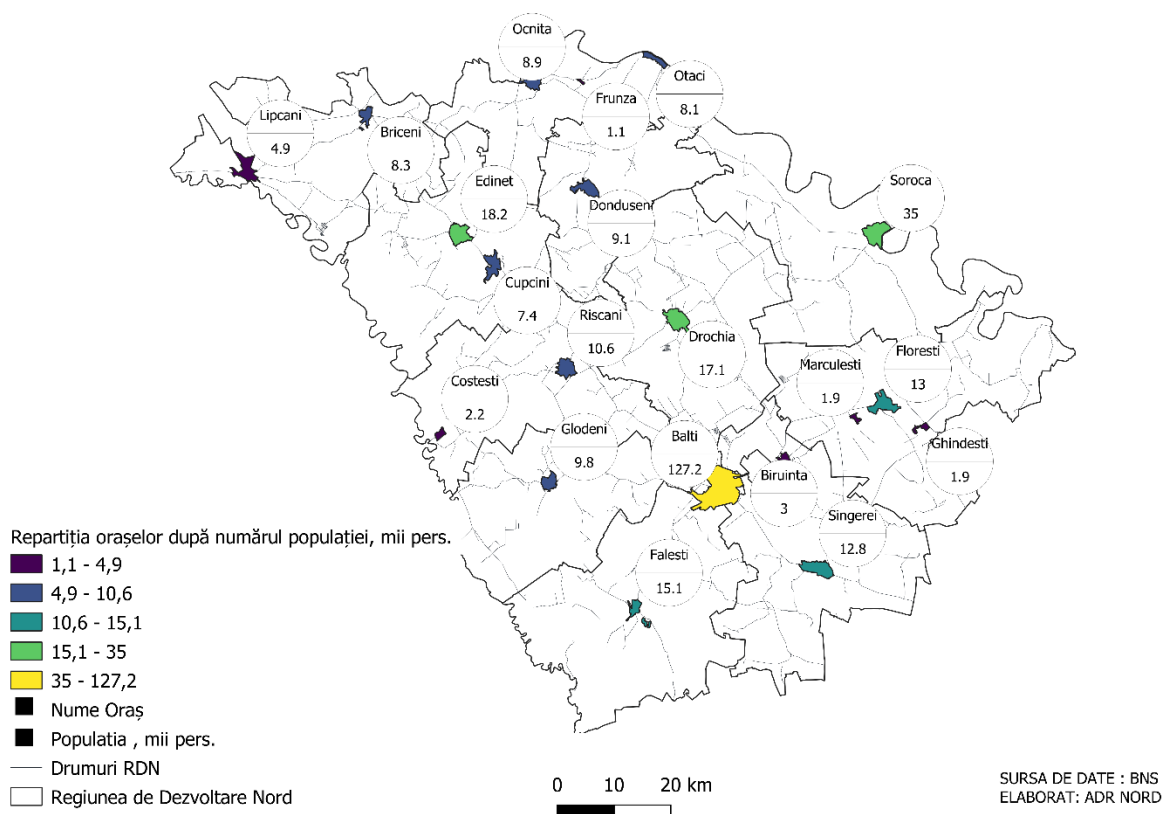 Ocnita
8.9
Otaci
8.1
Frunza
1.1
Lipcani
4.9
Briceni
8.3
Edinet
18.2
Donduseni
9.1
Soroca
35
Cupcini
7.4
Riscani
10.6
Drochia
17.1
Marculesti
1.9
Floresti
13
Costesti
2.2
Glodeni
9.8
Balti
127.2
Biruinta
3
Ghindesti
1.9
Singerei
12.8
Falesti
15.1
Repartiția orașelor după numărul populației, mii pers.
1,1 - 4,9
4,9 - 10,6
10,6 - 15,1
15,1 - 35
35 - 127,2
Nume Oraș
Populatia , mii pers.
Drumuri RDN
Regiunea de Dezvoltare Nord
0 10 20 km
SURSA DE DATE : BNS
ELABORAT: ADR NORD